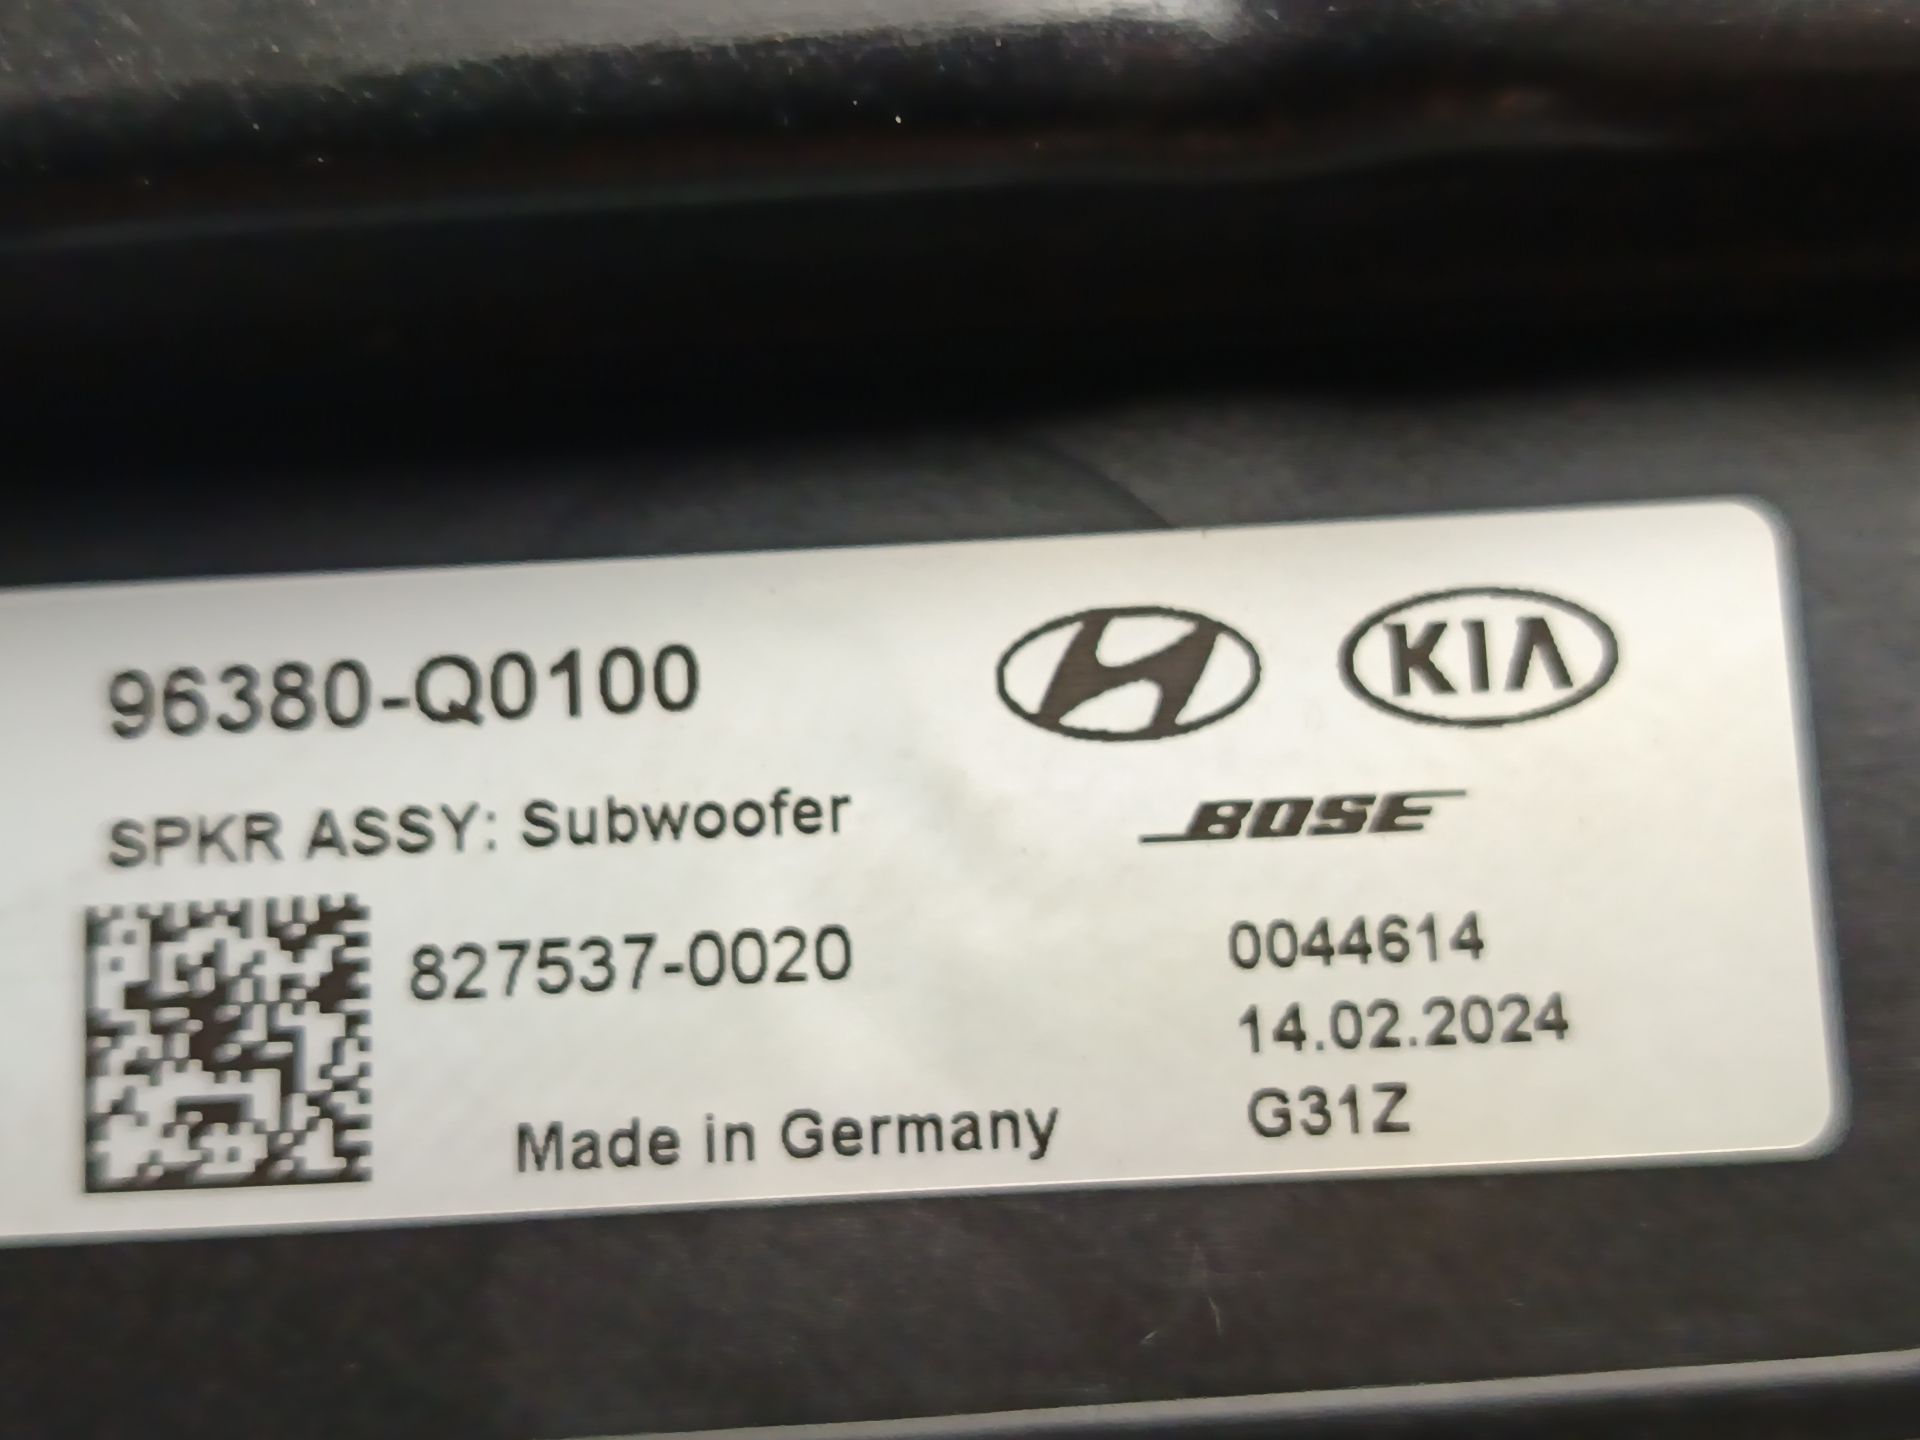 96380-Q0100
KIA
SPKR ASSY: Subwoofer
BOSE
827537-0020
0044614
14.02.2024
G31Z
Made in Germany